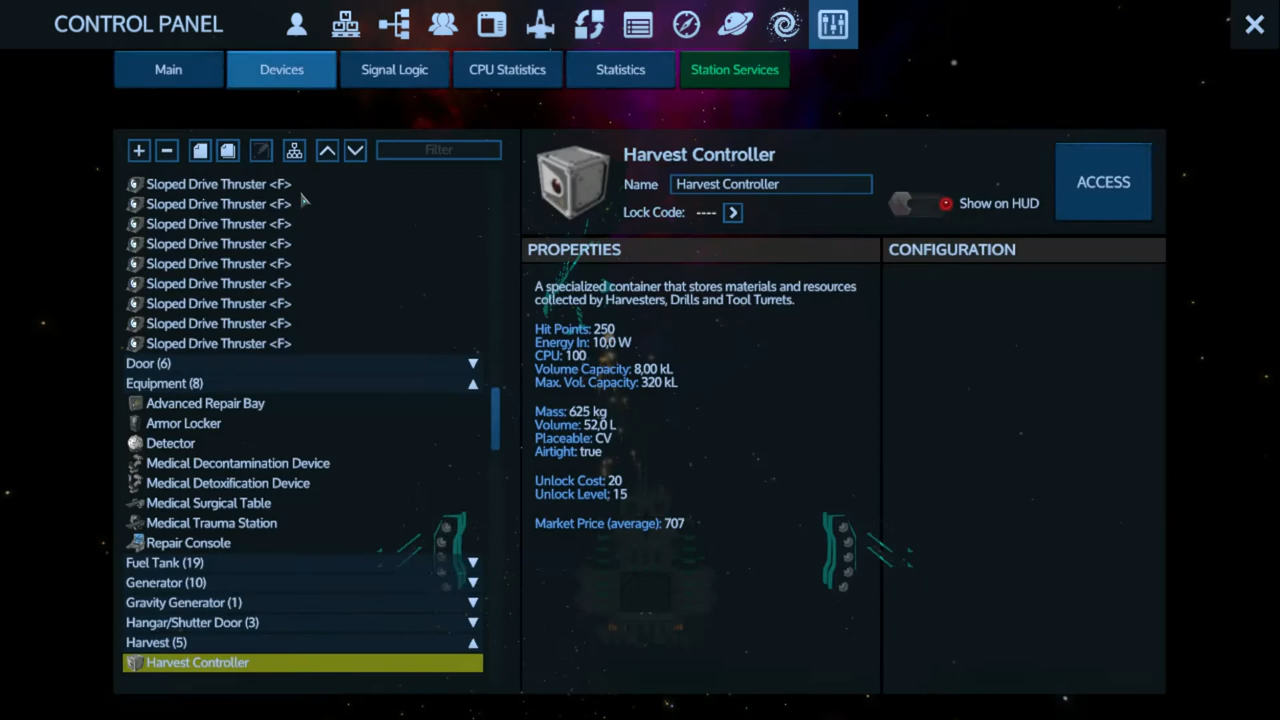 CONTROL PANEL
Main
Devices
Signal Logic
CPU Statistics
Statistics
Station Services
Filter
Sloped Drive Thruster <F>
Sloped Drive Thruster <F>
Sloped Drive Thruster <F>
Sloped Drive Thruster <F>
Sloped Drive Thruster <F>
Sloped Drive Thruster <F>
Sloped Drive Thruster <F>
Sloped Drive Thruster <F>
Sloped Drive Thruster <F>
Door (6)
Equipment (8)
Advanced Repair Bay
Armor Locker
Detector
Medical Decontamination Device
Medical Detoxification Device
Medical Surgical Table
Medical Trauma Station
Repair Console
Fuel Tank (19)
Generator (10)
Gravity Generator (1)
Hangar/Shutter Door (3)
Harvest (5)
Harvest Controller
Harvest Controller
Name Harvest Controller
Lock Code: ----
Show on HUD
ACCESS
PROPERTIES
A specialized container that stores materials and resources
collected by Harvesters, Drills and Tool Turrets.
Hit Points: 250
Energy In: 10,0 W
CPU: 100
Volume Capacity: 8,00 kL
Max. Vol. Capacity: 320 kL
Mass: 625 kg
Volume: 52,0 L
Placeable: CV
Airtight: true
Unlock Cost: 20
Unlock Level; 15
Market Price (average): 707
CONFIGURATION